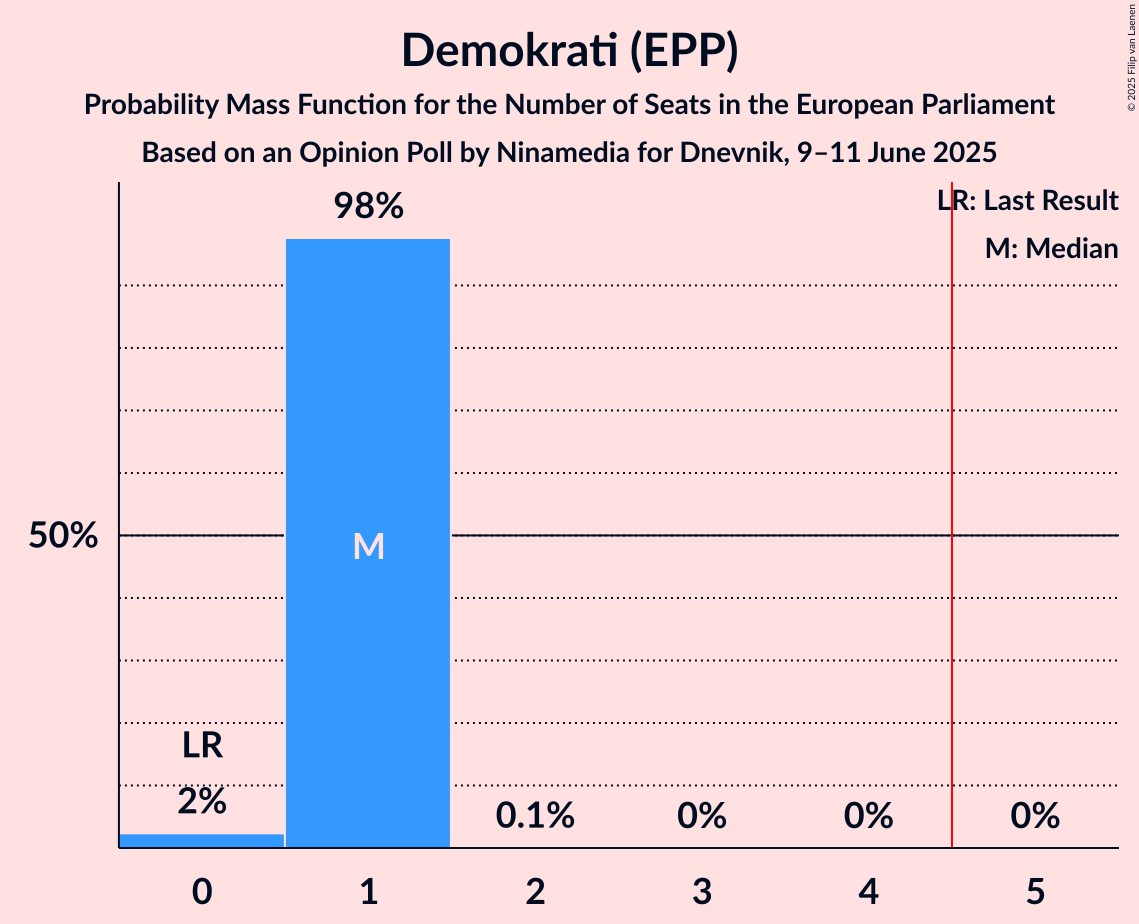 Demokrati (EPP)
Probability Mass Function for the Number of Seats in the European Parliament
Based on an Opinion Poll by Ninamedia for Dnevnik, 9–11 June 2025
© 2025 Filip van Laenen
LR: Last Result
M: Median
98%
50%
M
LR
2%
0.1%
0%
0%
0%
0 1 2 3 4 5